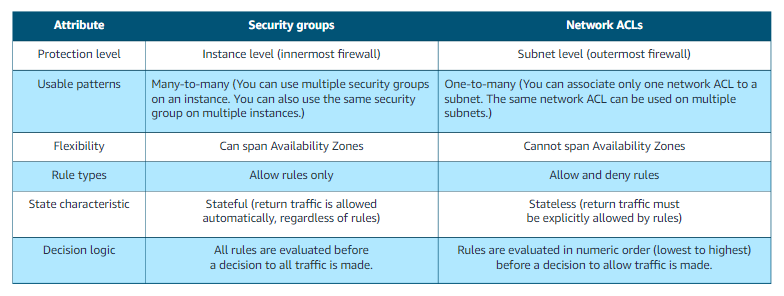 Attribute Security groups Network ACLs
Protection level Instance level (innermost firewall) Subnet level (outermost firewall)
Usable patterns Many-to-many (You can use multiple security groups
on an instance. You can also use the same security
group on multiple instances.)
One-to-many (You can associate only one network ACL to a
subnet. The same network ACL can be used on multiple
subnets.)
Flexibility Can span Availability Zones Cannot span Availability Zones
Rule types Allow rules only Allow and deny rules
State characteristic Stateful (return traffic is allowed
automatically, regardless of rules)
Stateless (return traffic must
be explicitly allowed by rules)
Decision logic All rules are evaluated before
a decision to all traffic is made.
Rules are evaluated in numeric order (lowest to highest)
before a decision to allow traffic is made.